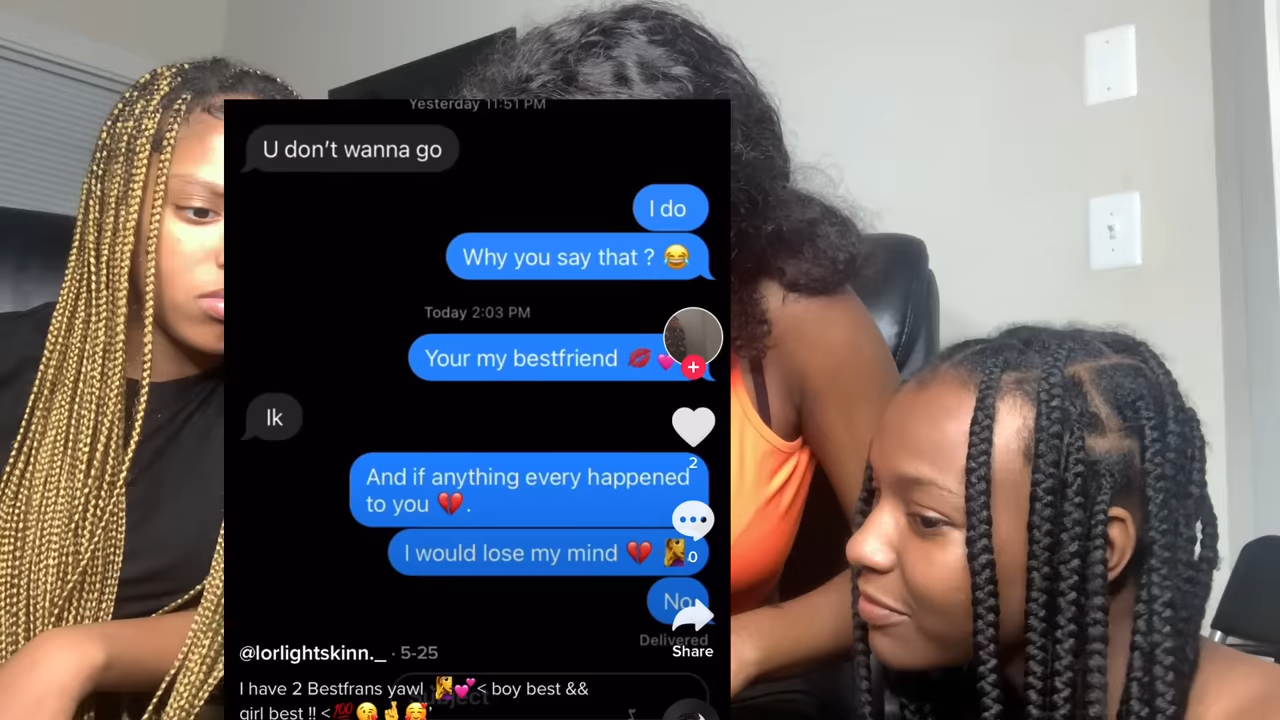 Yesterday 11:51 PM
U don't wanna go
I do
Why you say that ? 😂
Today 2:03 PM
Your my bestfriend 💋 💕
Ik
And if anything every happened
to you 💔.
2
I would lose my mind 💔
0
No
Delivered
Share
@lorlightskinn._ · 5-25
I have 2 Bestfrans yawl 💕< boy best &&
girl best !! <💯😘🤞🥰